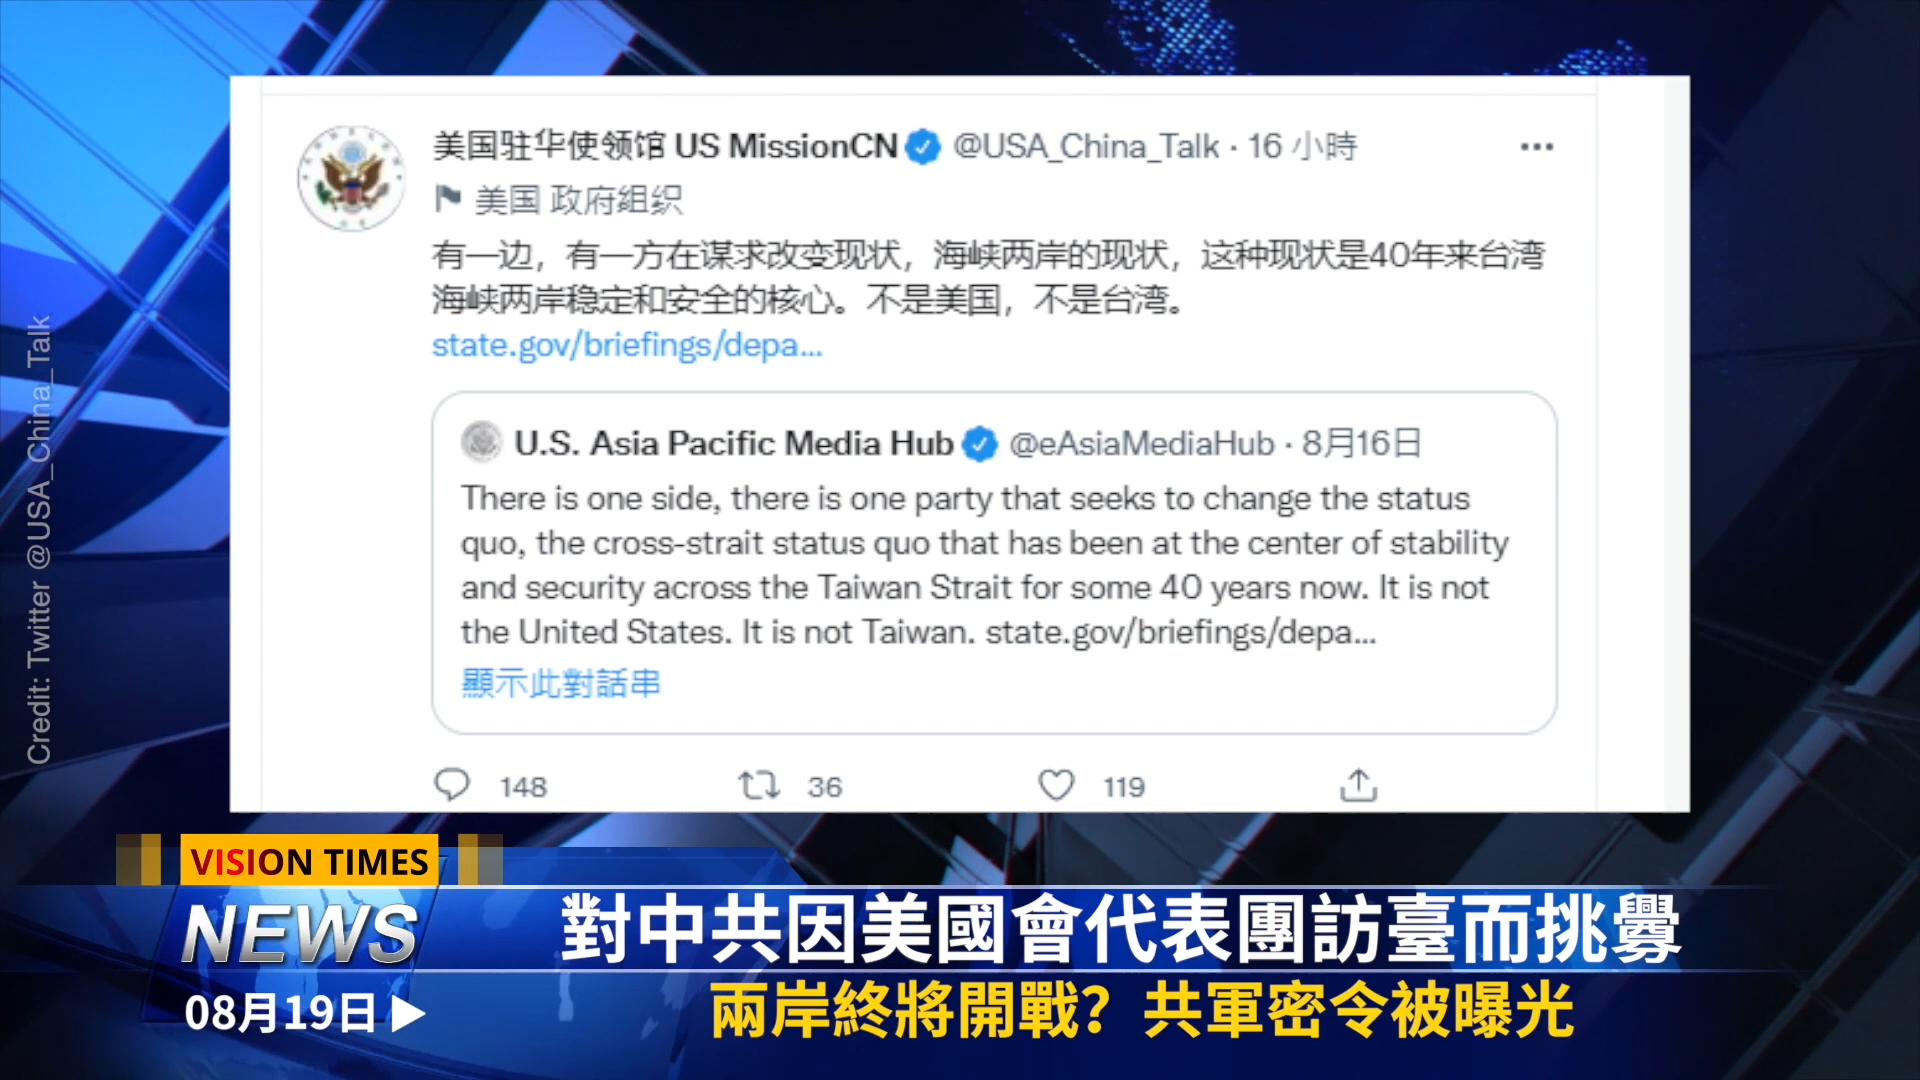 美国驻华使领馆 US MissionCN @USA_China_Talk · 16 小時
美国 政府组织
有一边，有一方在谋求改变现状，海峡两岸的现状，这种现状是40年来台湾
海峡两岸稳定和安全的核心。不是美国，不是台湾。
state.gov/briefings/depa...
U.S. Asia Pacific Media Hub @eAsiaMediaHub · 8月16日
There is one side, there is one party that seeks to change the status
quo, the cross-strait status quo that has been at the center of stability
and security across the Taiwan Strait for some 40 years now. It is not
the United States. It is not Taiwan. state.gov/briefings/depa...
顯示此對話串
148 36 119
Credit: Twitter @USA_China_Talk
VISION TIMES
NEWS
對中共因美國會代表團訪臺而挑釁
08月19日
兩岸終將開戰？共軍密令被曝光